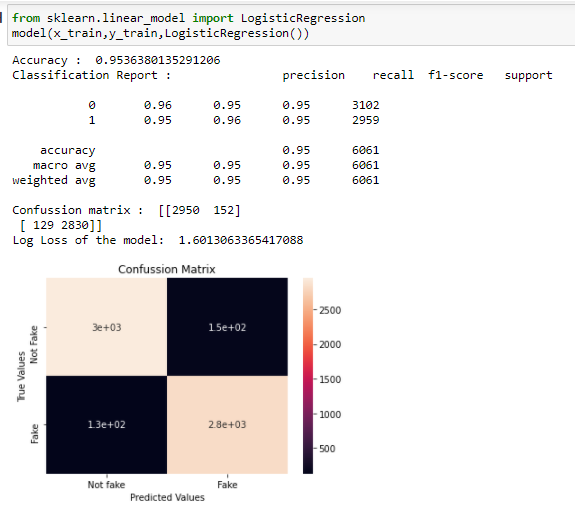 from sklearn.linear_model import LogisticRegression
model(x_train,y_train,LogisticRegression())
Accuracy :  0.9536380135291206
Classification Report :               precision    recall  f1-score   support
0       0.96      0.95      0.95      3102
1       0.95      0.96      0.95      2959
accuracy                           0.95      6061
macro avg       0.95      0.95      0.95      6061
weighted avg       0.95      0.95      0.95      6061
Confussion matrix :  [[2950  152]
[ 129 2830]]
Log Loss of the model:  1.6013063365417088
Confussion Matrix
3e+03 1.5e+02
1.3e+02 2.8e+03
Not Fake
Fake
True Values
Not fake Fake
Predicted Values
2500
2000
1500
1000
500